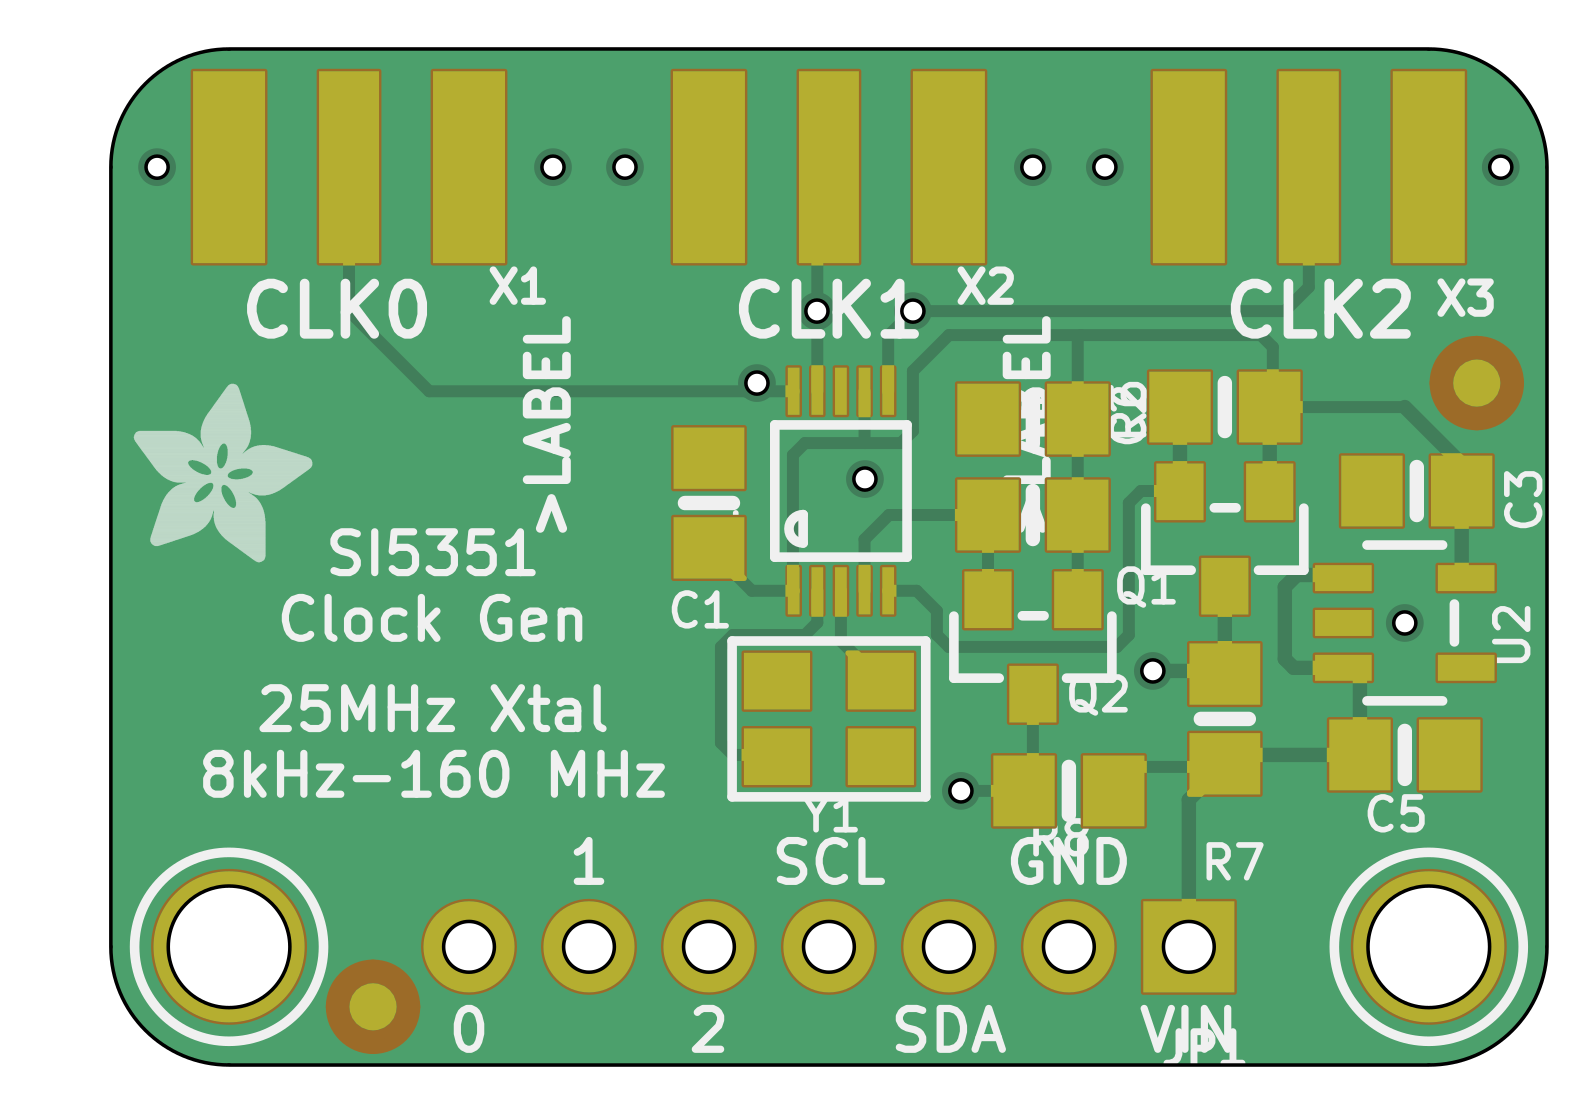 X1
X2
X3
CLK0
CLK1
CLK2
>LABEL
C3
SI5351
Clock Gen
C1
Q1
U2
25MHz Xtal
8kHz-160 MHz
Q2
Y1
C5
1
SCL
GND
R8
R7
0
2
SDA
VIN
JP1